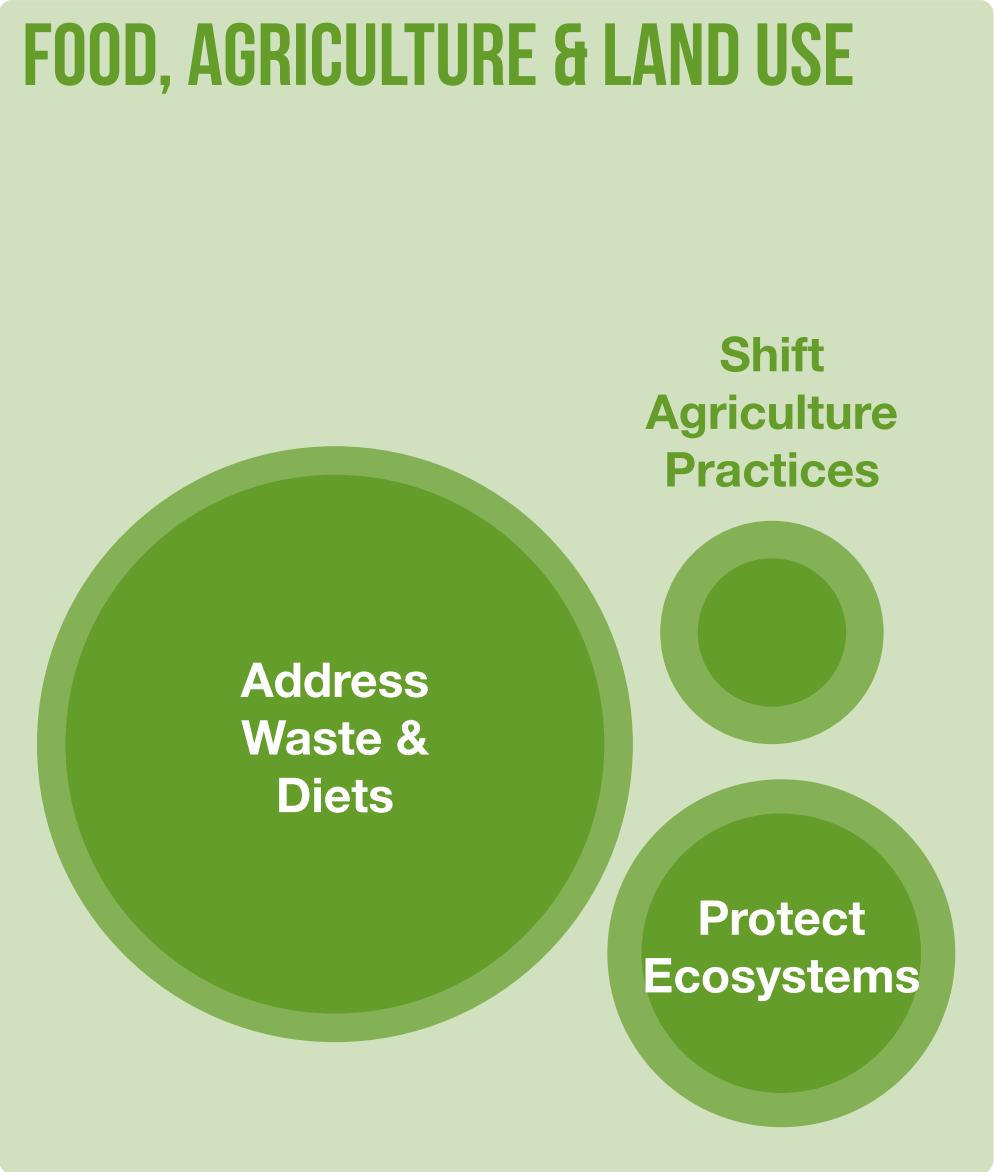 FOOD, AGRICULTURE & LAND USE
Shift
Agriculture
Practices
Address
Waste &
Diets
Protect
Ecosystems